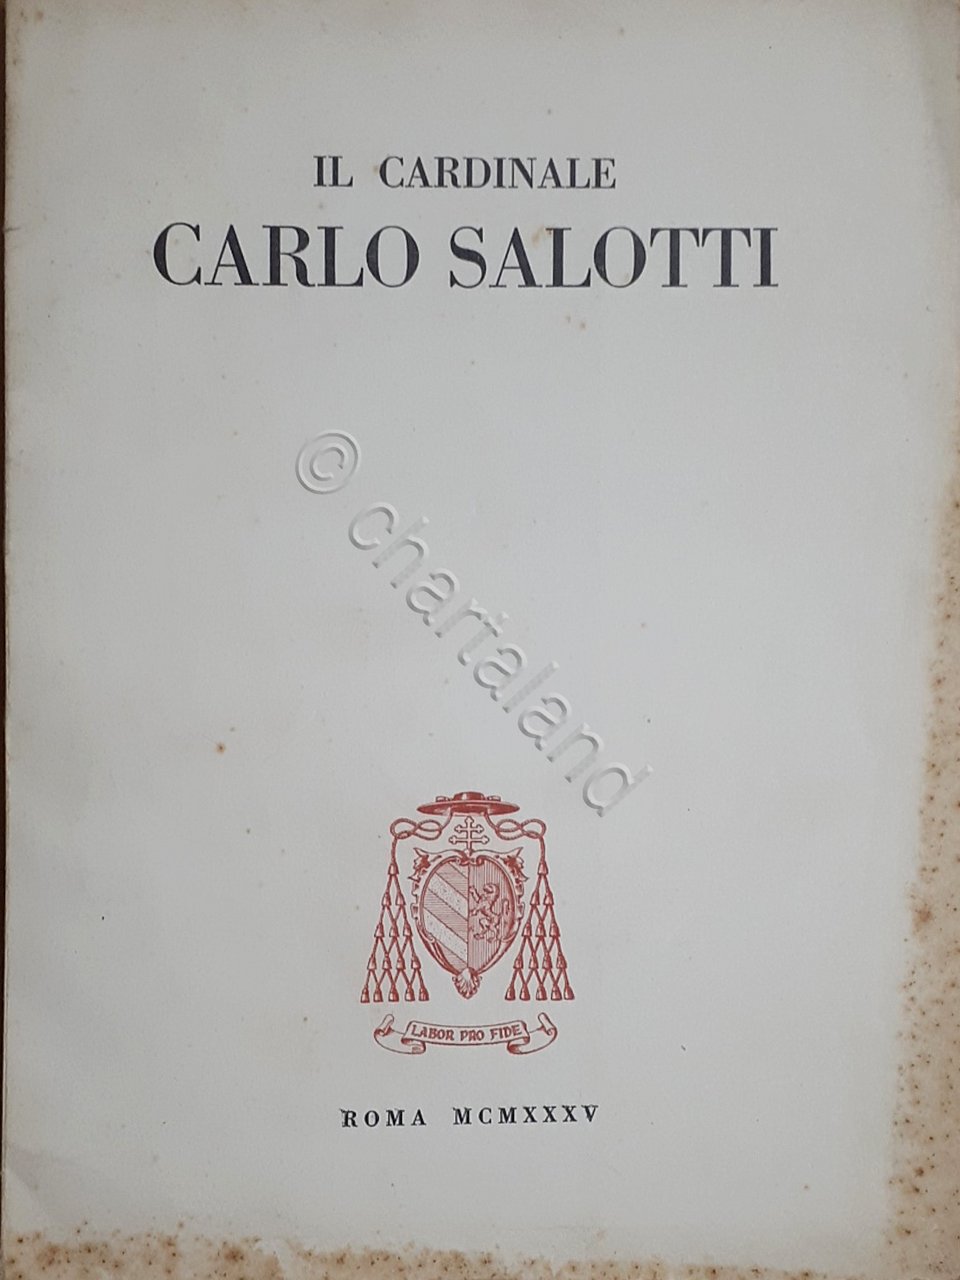 IL CARDINALE
CARLO SALOTTI
© chartaland
LABOR PRO FIDE
ROMA MCMXXXV